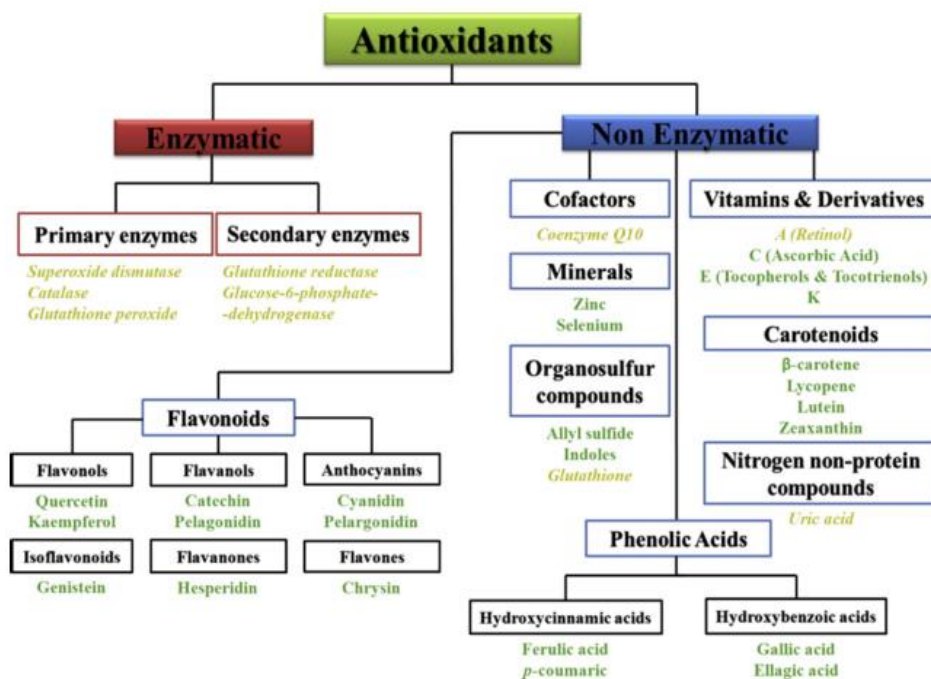 Antioxidants
Enzymatic
Non Enzymatic
Primary enzymes
Superoxide dismutase
Catalase
Glutathione peroxide
Secondary enzymes
Glutathione reductase
Glucose-6-phosphate-
-dehydrogenase
Cofactors
Coenzyme Q10
Minerals
Zinc
Selenium
Organosulfur
compounds
Allyl sulfide
Indoles
Glutathione
Vitamins & Derivatives
A (Retinol)
C (Ascorbic Acid)
E (Tocopherols & Tocotrienols)
K
Carotenoids
β-carotene
Lycopene
Lutein
Zeaxanthin
Nitrogen non-protein
compounds
Uric acid
Flavonoids
Flavonols
Quercetin
Kaempferol
Flavanols
Catechin
Pelagonidin
Anthocyanins
Cyanidin
Pelargonidin
Isoflavonoids
Genistein
Flavanones
Hesperidin
Flavones
Chrysin
Phenolic Acids
Hydroxycinnamic acids
Ferulic acid
p-coumaric
Hydroxybenzoic acids
Gallic acid
Ellagic acid